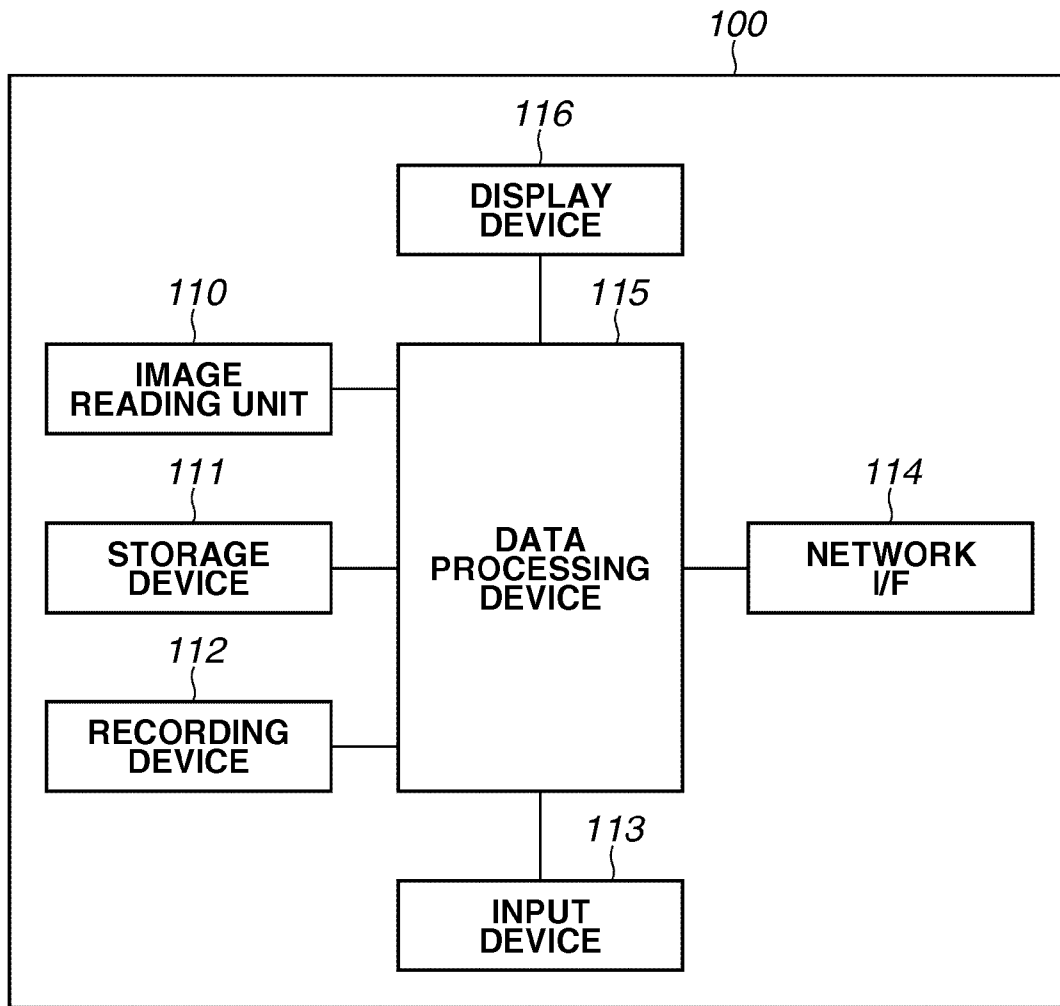 100
116
DISPLAY
DEVICE
110
115
IMAGE
READING UNIT
111
114
STORAGE
DEVICE
DATA
PROCESSING
DEVICE
NETWORK
I/F
112
RECORDING
DEVICE
113
INPUT
DEVICE